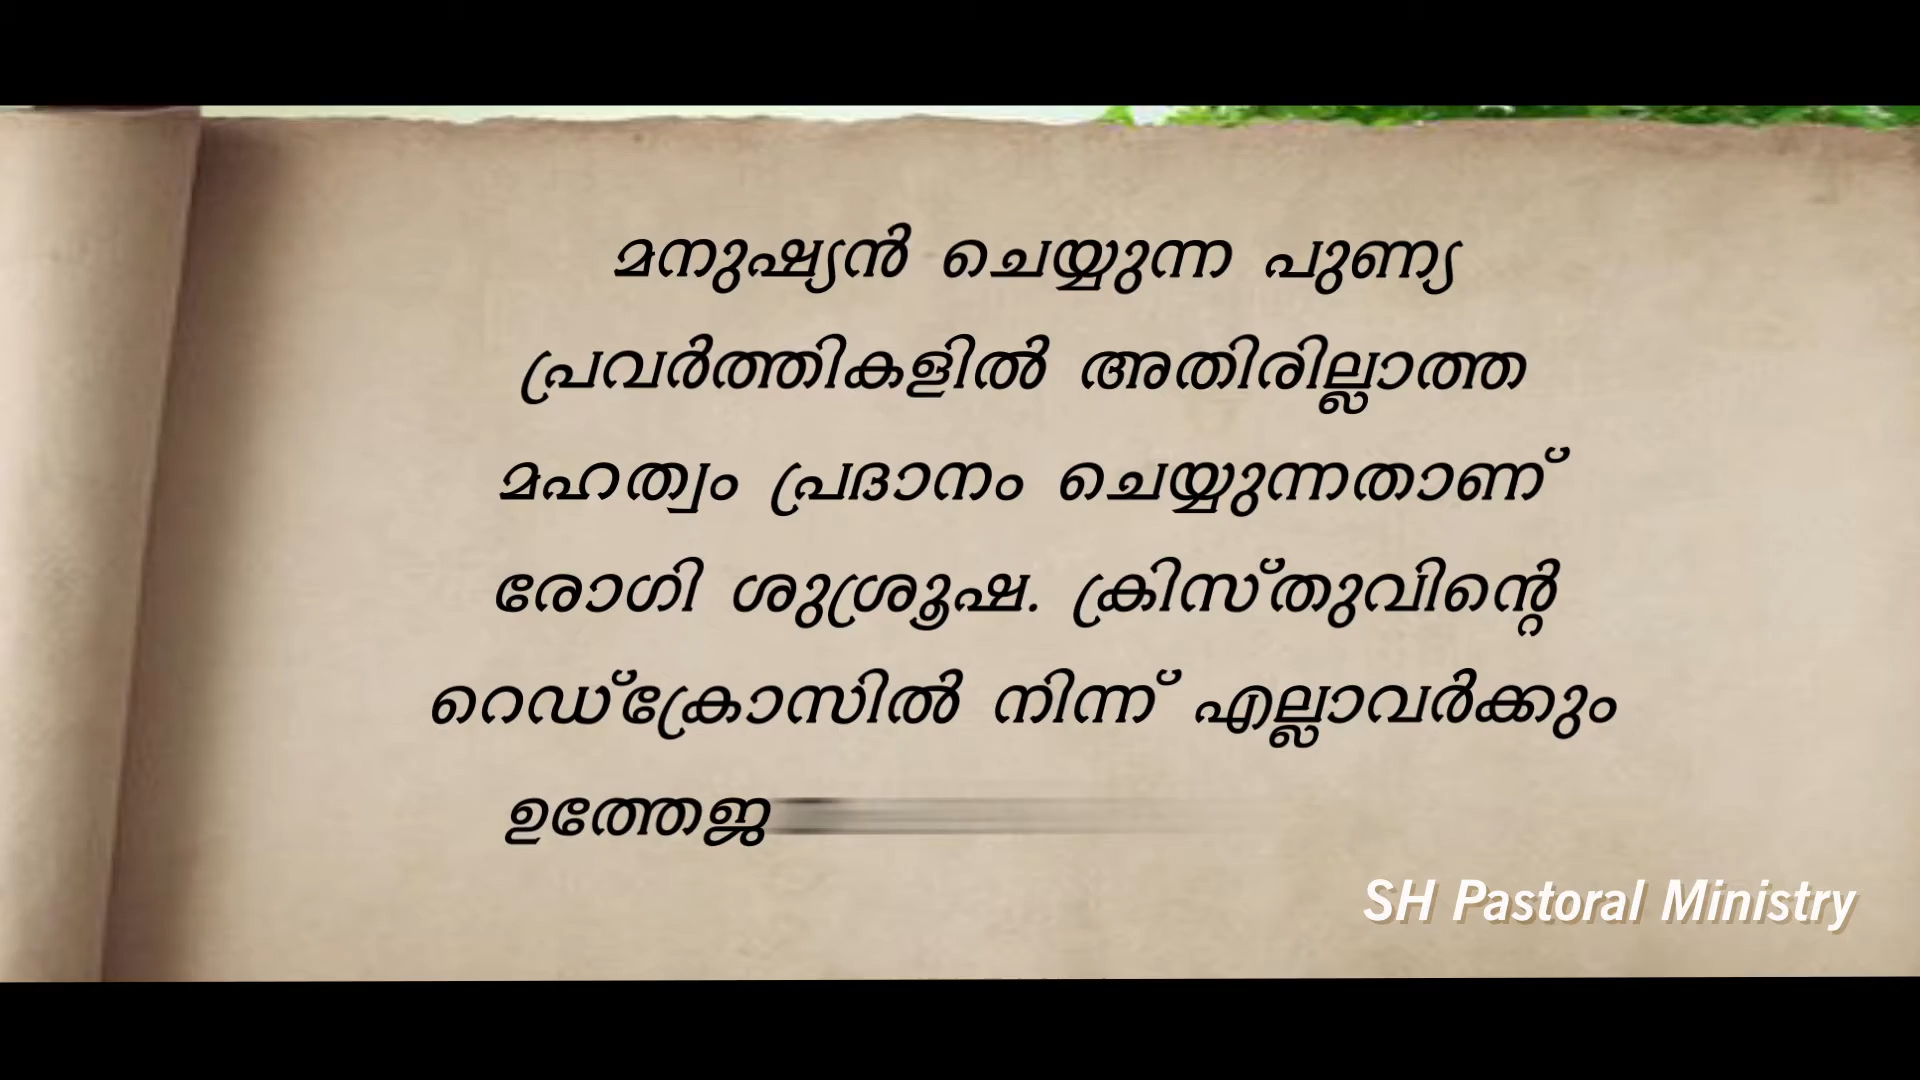 മനുഷ്യൻ ചെയ്യുന്ന പുണ്യ
പ്രവർത്തികളിൽ അതിരില്ലാത്ത
മഹത്വം പ്രദാനം ചെയ്യുന്നതാണ്
രോഗി ശുശ്രൂഷ. ക്രിസ്തുവിന്റെ
റെഡ്ക്രോസിൽ നിന്ന് എല്ലാവർക്കും
ഉത്തേജ
SH Pastoral Ministry